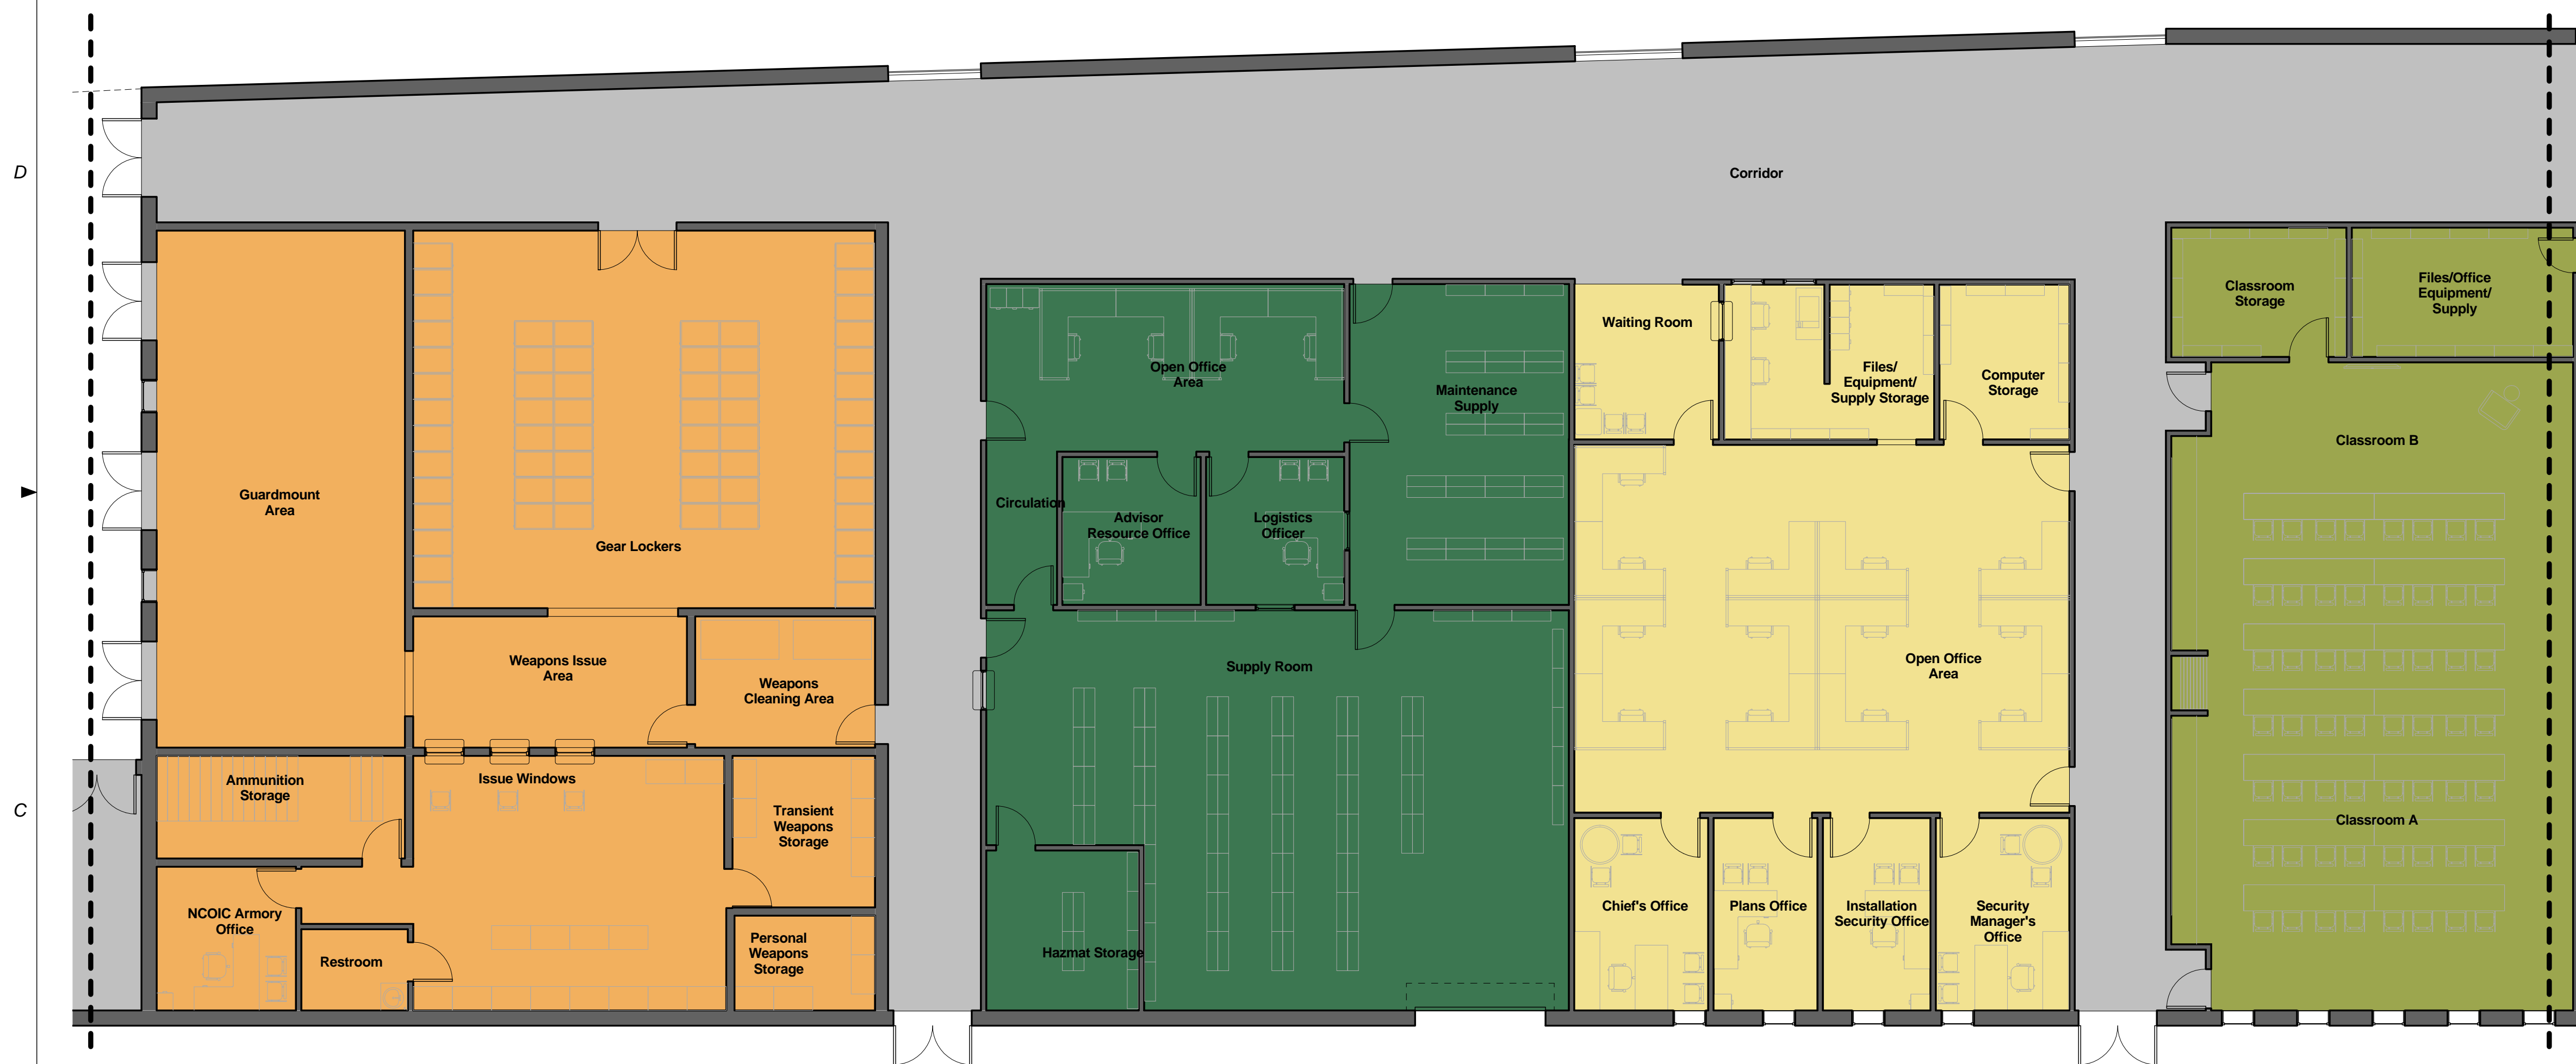 D
Corridor
Classroom
Storage
Files/Office
Equipment/
Supply
Waiting Room
Open Office
Area
Maintenance
Supply
Files/
Equipment/
Supply Storage
Computer
Storage
Classroom B
Guardmount
Area
Gear Lockers
Circulation
Advisor
Resource Office
Logistics
Officer
Weapons Issue
Area
Weapons
Cleaning Area
Supply Room
Open Office
Area
C
Ammunition
Storage
Issue Windows
Transient
Weapons
Storage
Classroom A
NCOIC Armory
Office
Restroom
Personal
Weapons
Storage
Hazmat Storage
Chief's Office
Plans Office
Installation
Security Office
Security
Manager's
Office